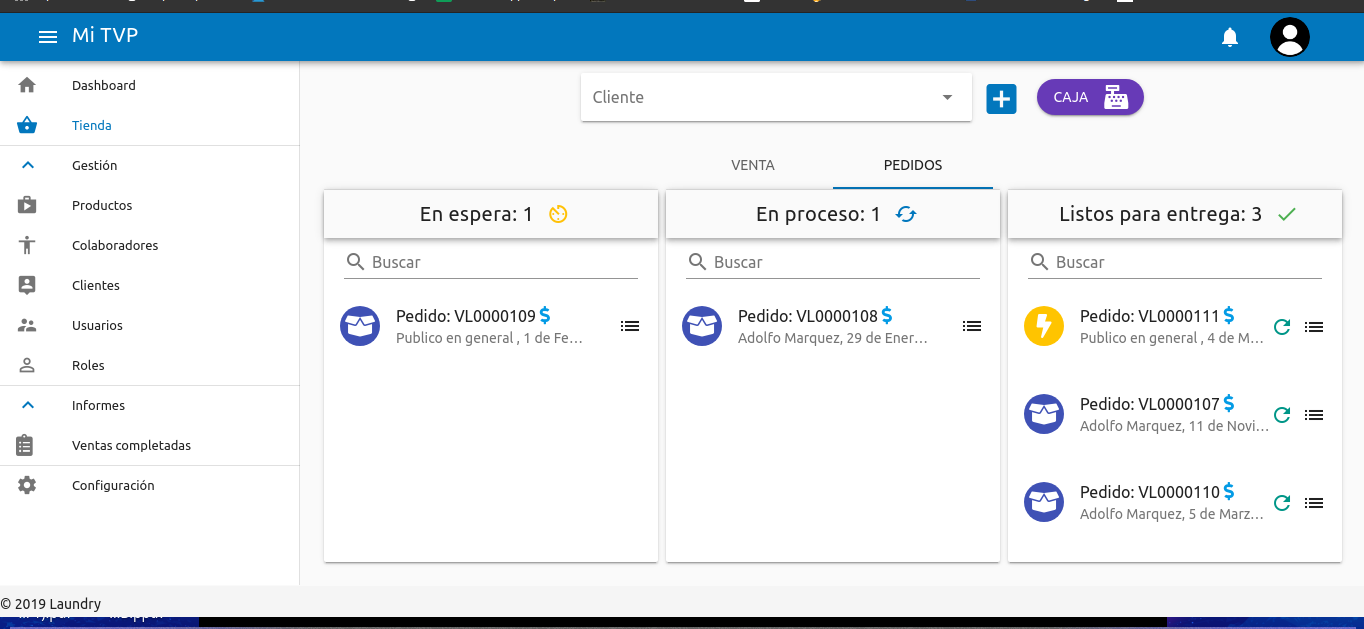 Mi TVP
Dashboard
Tienda
Gestión
Productos
Colaboradores
Clientes
Usuarios
Roles
Informes
Ventas completadas
Configuración
Cliente
CAJA
VENTA
PEDIDOS
En espera: 1
Buscar
Pedido: VL0000109 $
Publico en general , 1 de Fe...
En proceso: 1
Buscar
Pedido: VL0000108 $
Adolfo Marquez, 29 de Ener...
Listos para entrega: 3
Buscar
Pedido: VL0000111 $
Publico en general , 4 de M...
Pedido: VL0000107 $
Adolfo Marquez, 11 de Novi...
Pedido: VL0000110 $
Adolfo Marquez, 5 de Marz...
© 2019 Laundry